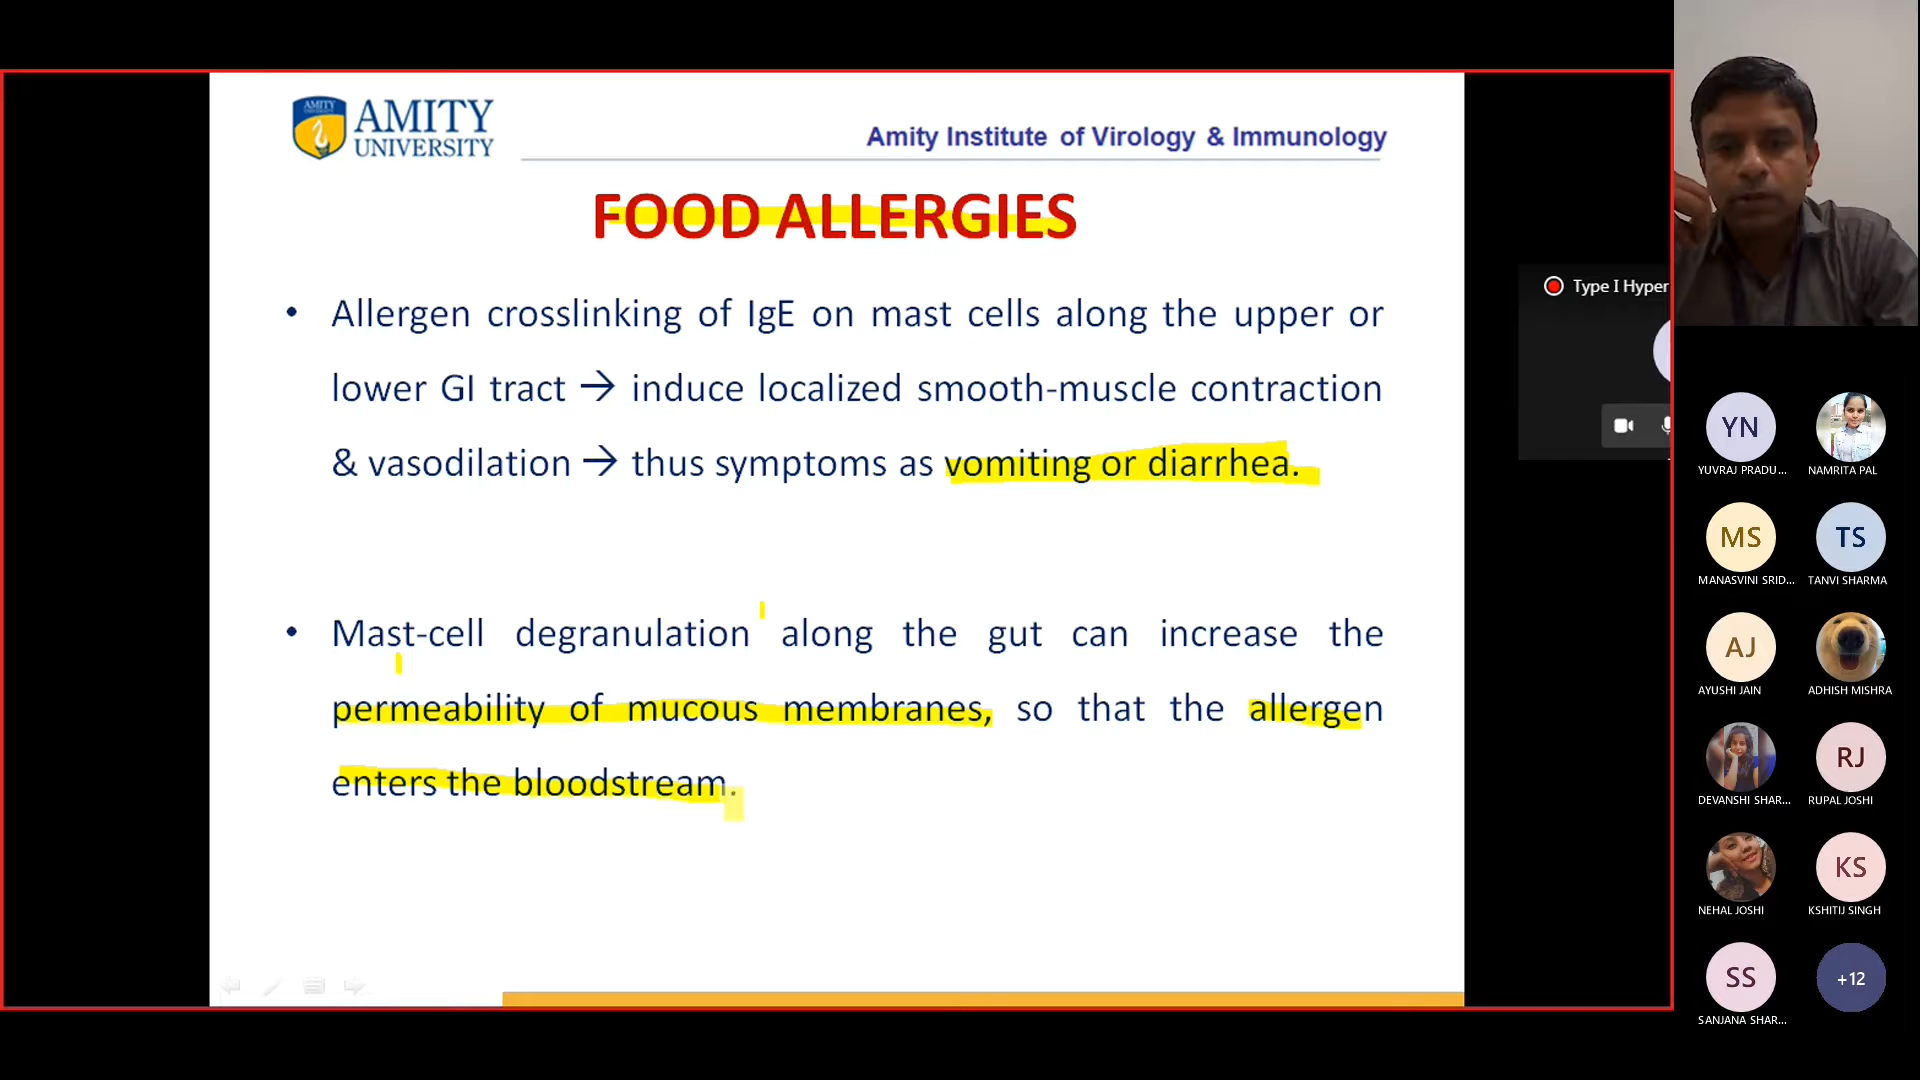 AMITY
AMITY
UNIVERSITY
Amity Institute of Virology & Immunology
FOOD ALLERGIES
• Allergen crosslinking of IgE on mast cells along the upper or
lower GI tract → induce localized smooth-muscle contraction
& vasodilation → thus symptoms as vomiting or diarrhea.
• Mast-cell degranulation along the gut can increase the
permeability of mucous membranes, so that the allergen
enters the bloodstream.
Type I Hyper
YN
YUVRAJ PRADU...
NAMRITA PAL
MS
MANASVINI SRID...
TS
TANVI SHARMA
AJ
AYUSHI JAIN
ADHISH MISHRA
DEVANSHI SHAR...
RJ
RUPAL JOSHI
NEHAL JOSHI
KS
KSHITIJ SINGH
SS
SANJANA SHAR...
+12